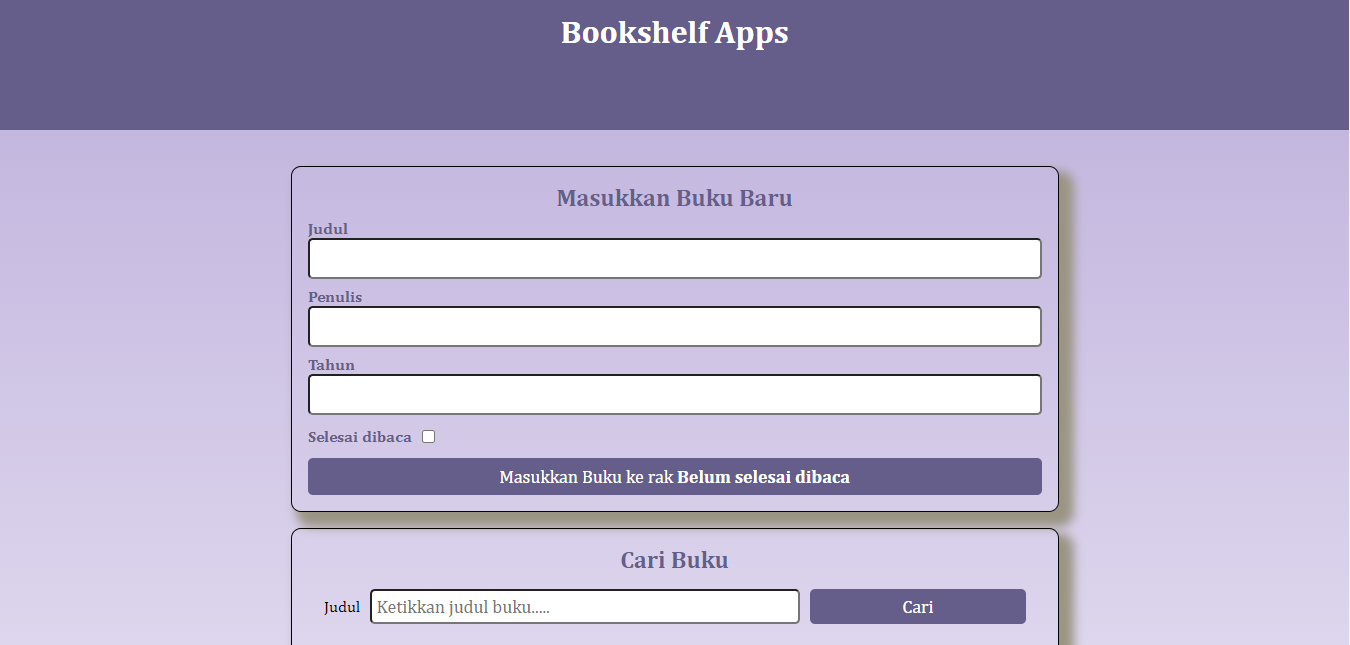 Bookshelf Apps
Masukkan Buku Baru
Judul
Penulis
Tahun
Selesai dibaca
Masukkan Buku ke rak Belum selesai dibaca
Cari Buku
Judul Ketikkan judul buku..... Cari